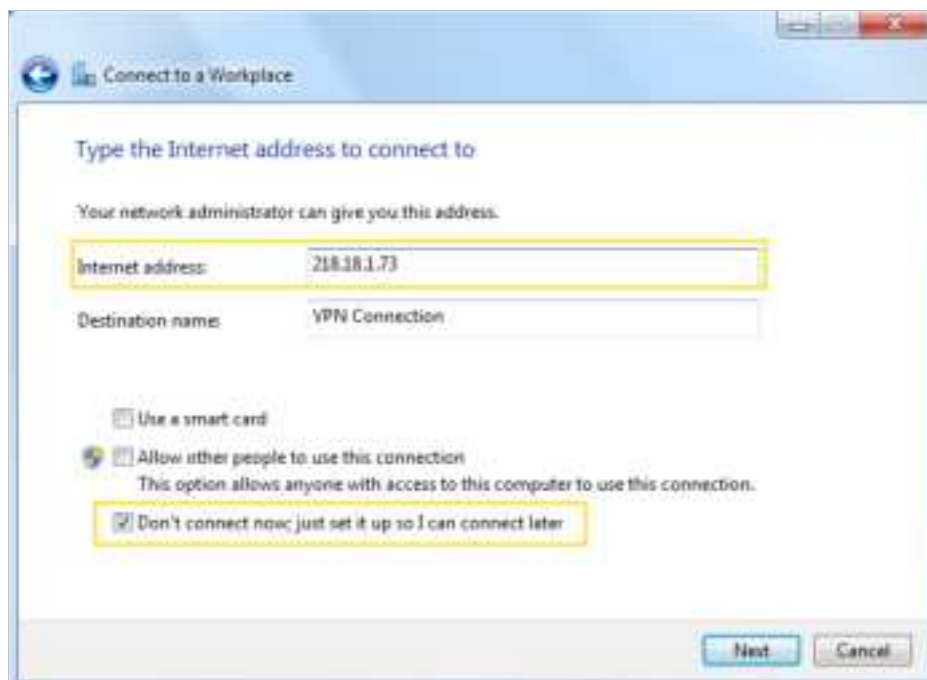 Connect to a Workplace
Type the Internet address to connect to
Your network administrator can give you this address.
Internet address: 218.18.1.73
Destination name: VPN Connection
Use a smart card
Allow other people to use this connection
This option allows anyone with access to this computer to use this connection.
Don't connect now; just set it up so I can connect later
Next Cancel